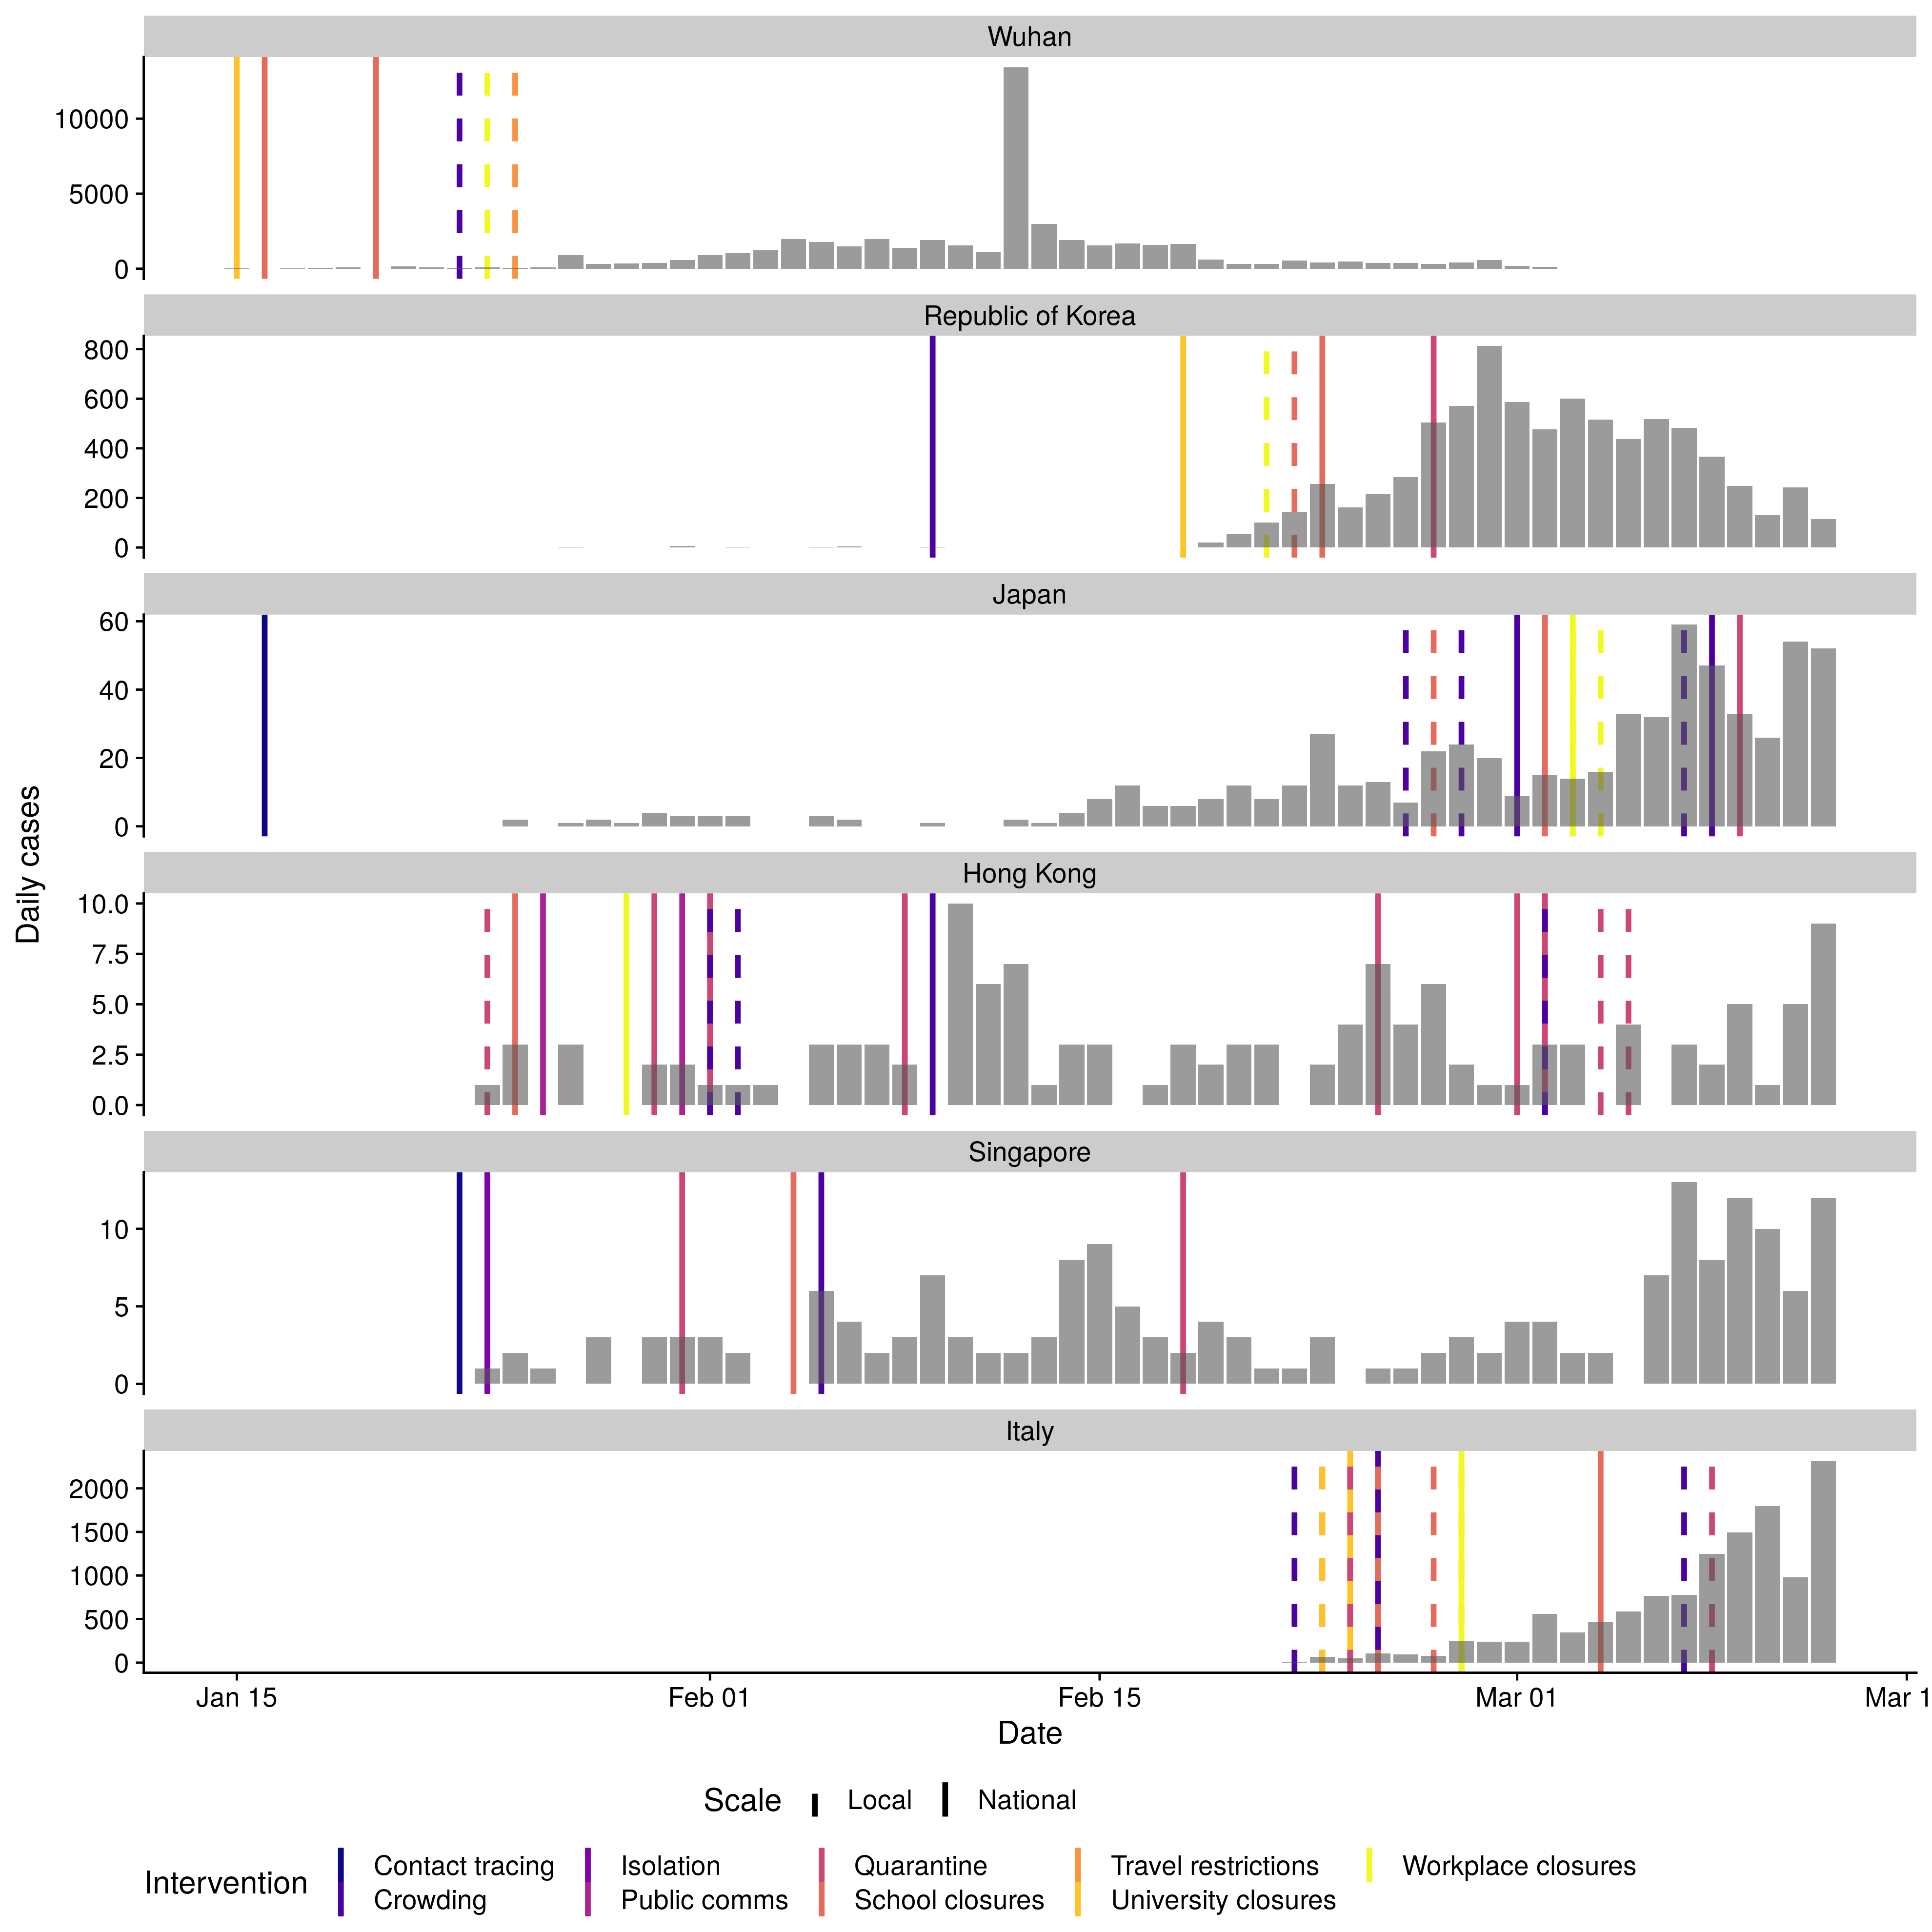 Wuhan
10000
5000
0
Republic of Korea
800
600
400
200
0
Japan
60
40
20
0
Daily cases
Hong Kong
10.0
7.5
5.0
2.5
0.0
Singapore
10
5
0
Italy
2000
1500
1000
500
0
Jan 15 Feb 01 Feb 15 Mar 01 Mar 1
Date
Scale Local National
Intervention
Contact tracing Isolation Quarantine Travel restrictions Workplace closures
Crowding Public comms School closures University closures